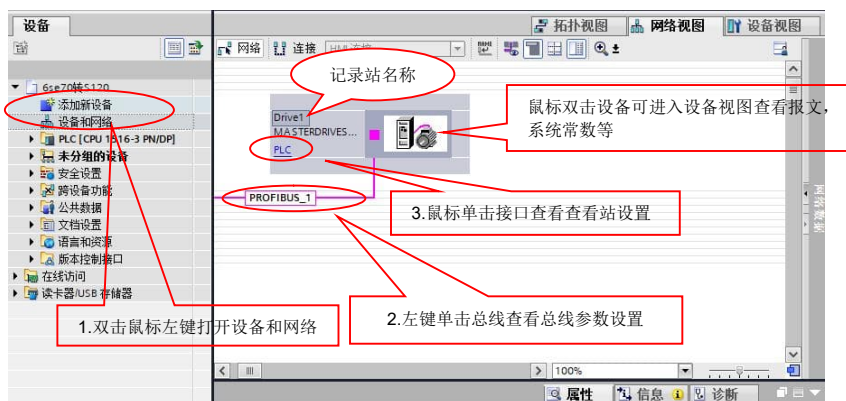 设备
拓扑视图
网络视图
设备视图
网络
连接
HMI 连接
6se70转S120
添加新设备
设备和网络
PLC [CPU 1516-3 PN/DP]
未分组的设备
安全设置
跨设备功能
公共数据
文档设置
语言和资源
版本控制接口
在线访问
读卡器/USB 存储器
记录站名称
Drive1
MASTERDRIVES...
PLC
PROFIBUS_1
鼠标双击设备可进入设备视图查看报文，
系统常数等
3.鼠标单击接口查看查看站设置
1.双击鼠标左键打开设备和网络
2.左键单击总线查看总线参数设置
网络数据
100%
属性
信息
诊断